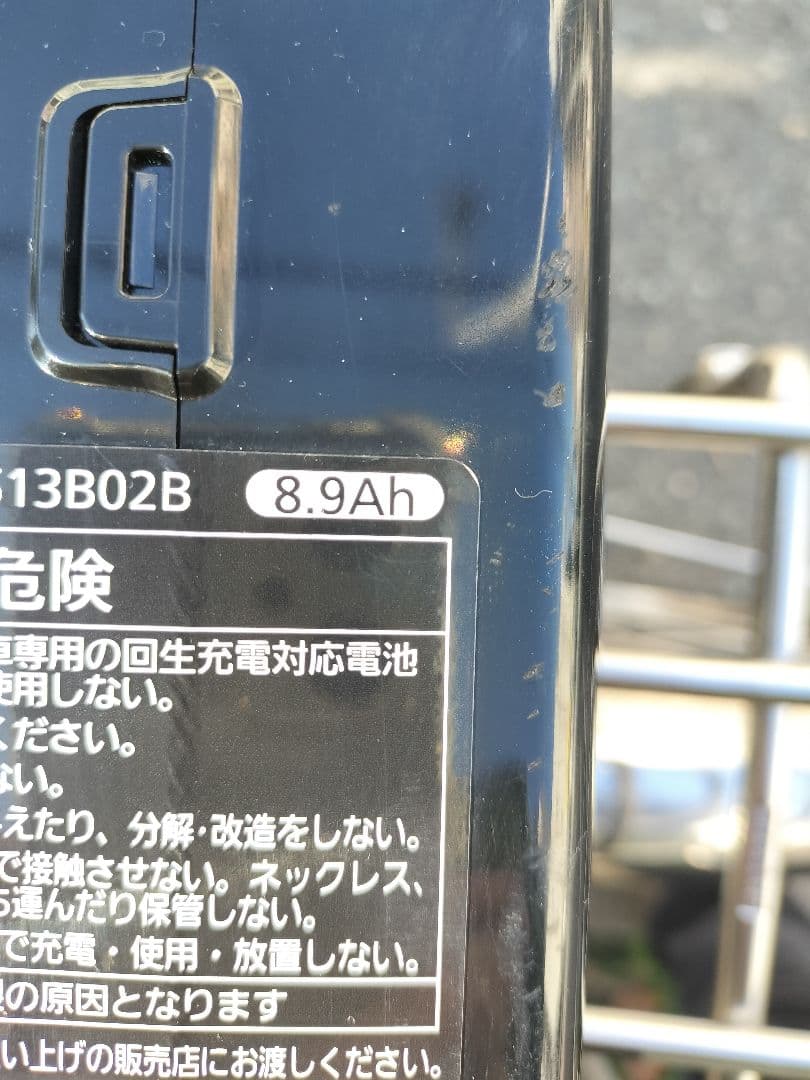 513B02B 8.9Ah
危険
車専用の回生充電対応電池
使用しない。
ください。
ない。
えたり、分解・改造をしない。
で接触させない。ネックレス、
ち運んだり保管しない。
で充電・使用・放置しない。
の原因となります
い上げの販売店にお渡しください。